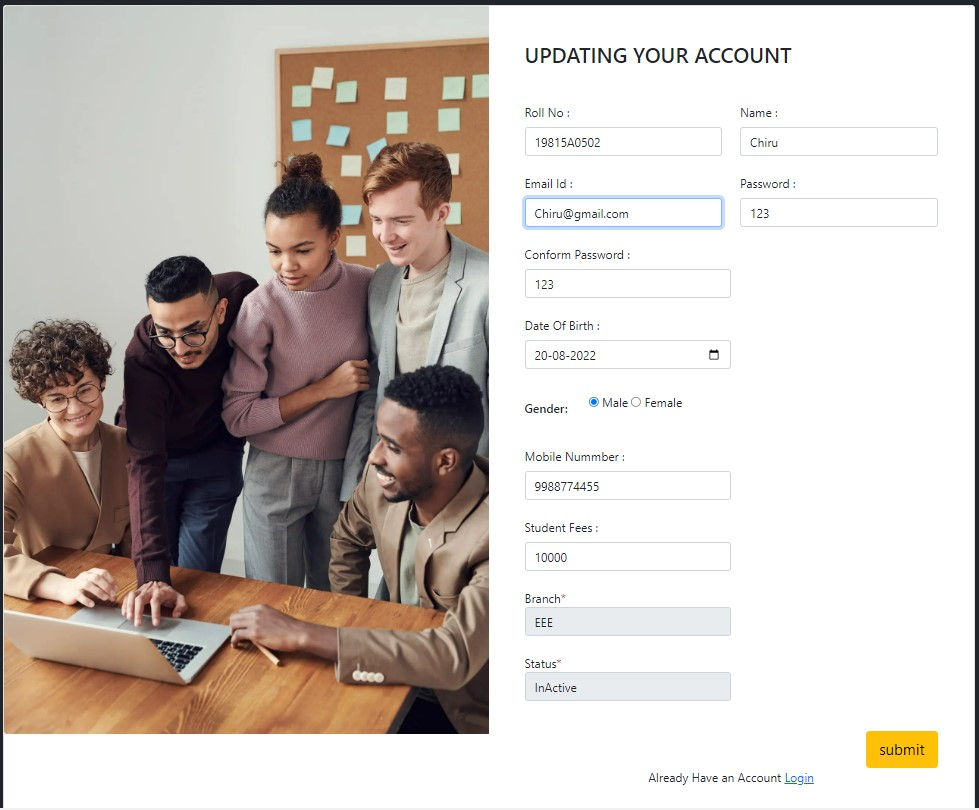 UPDATING YOUR ACCOUNT
Roll No :
Name :
19815A0502
Chiru
Email Id :
Password :
Chiru@gmail.com
123
Conform Password :
123
Date Of Birth :
20-08-2022
Gender:
Male
Female
Mobile Nummber :
9988774455
Student Fees :
10000
Branch*
EEE
Status*
InActive
submit
Already Have an Account Login